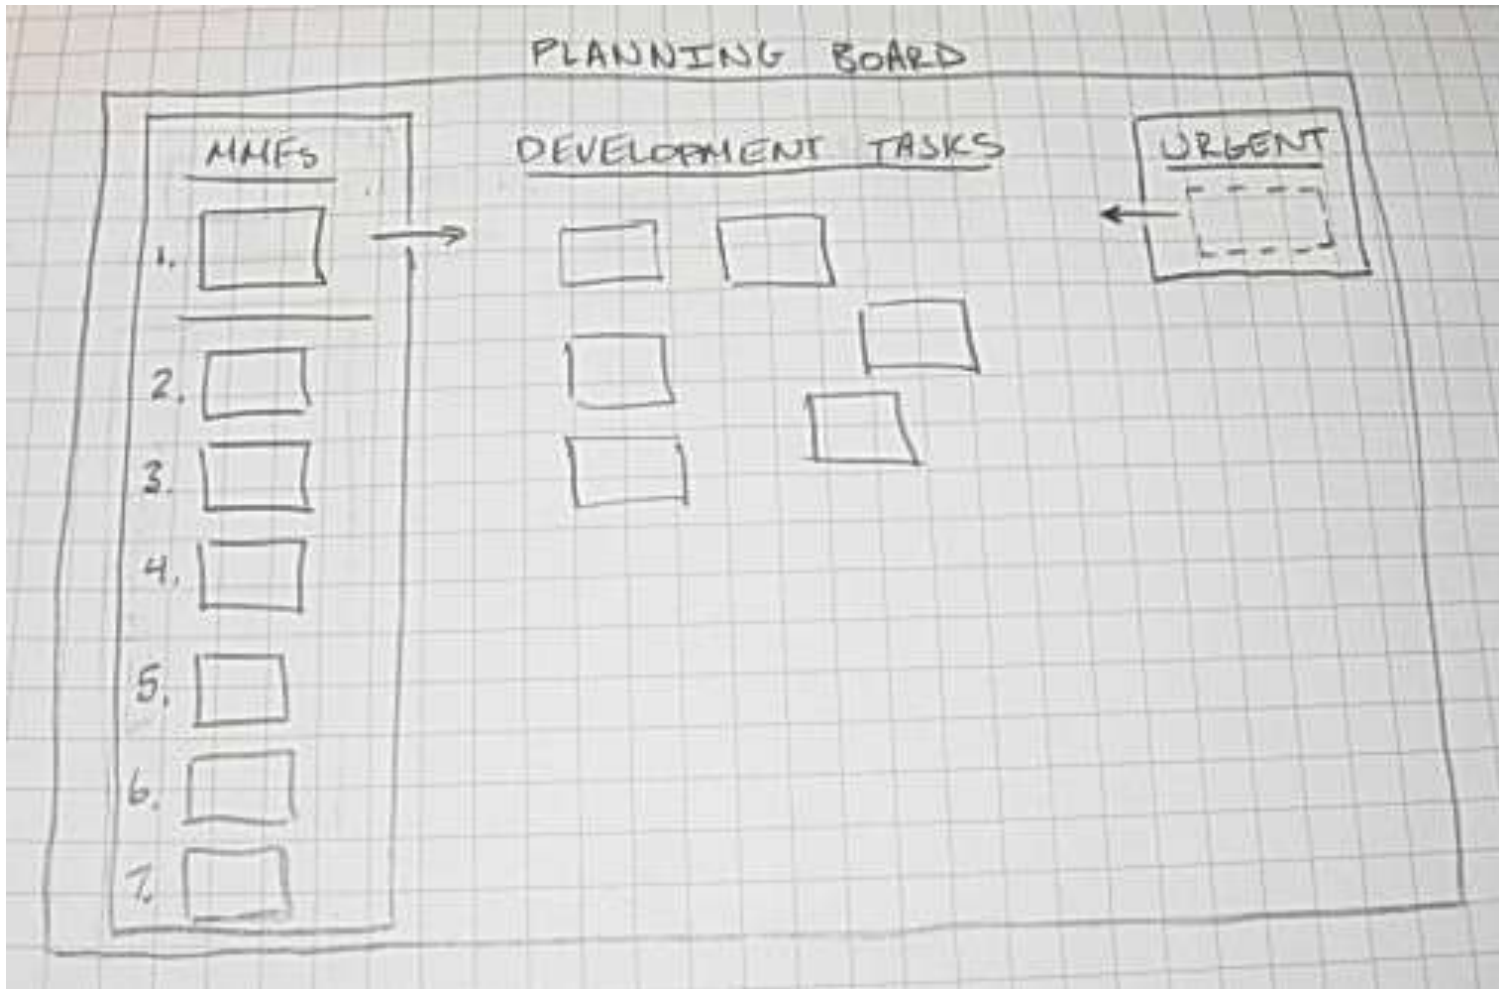 PLANNING BOARD
MMFs
DEVELOPMENT TASKS
URGENT
1.
2.
3.
4.
5.
6.
7.